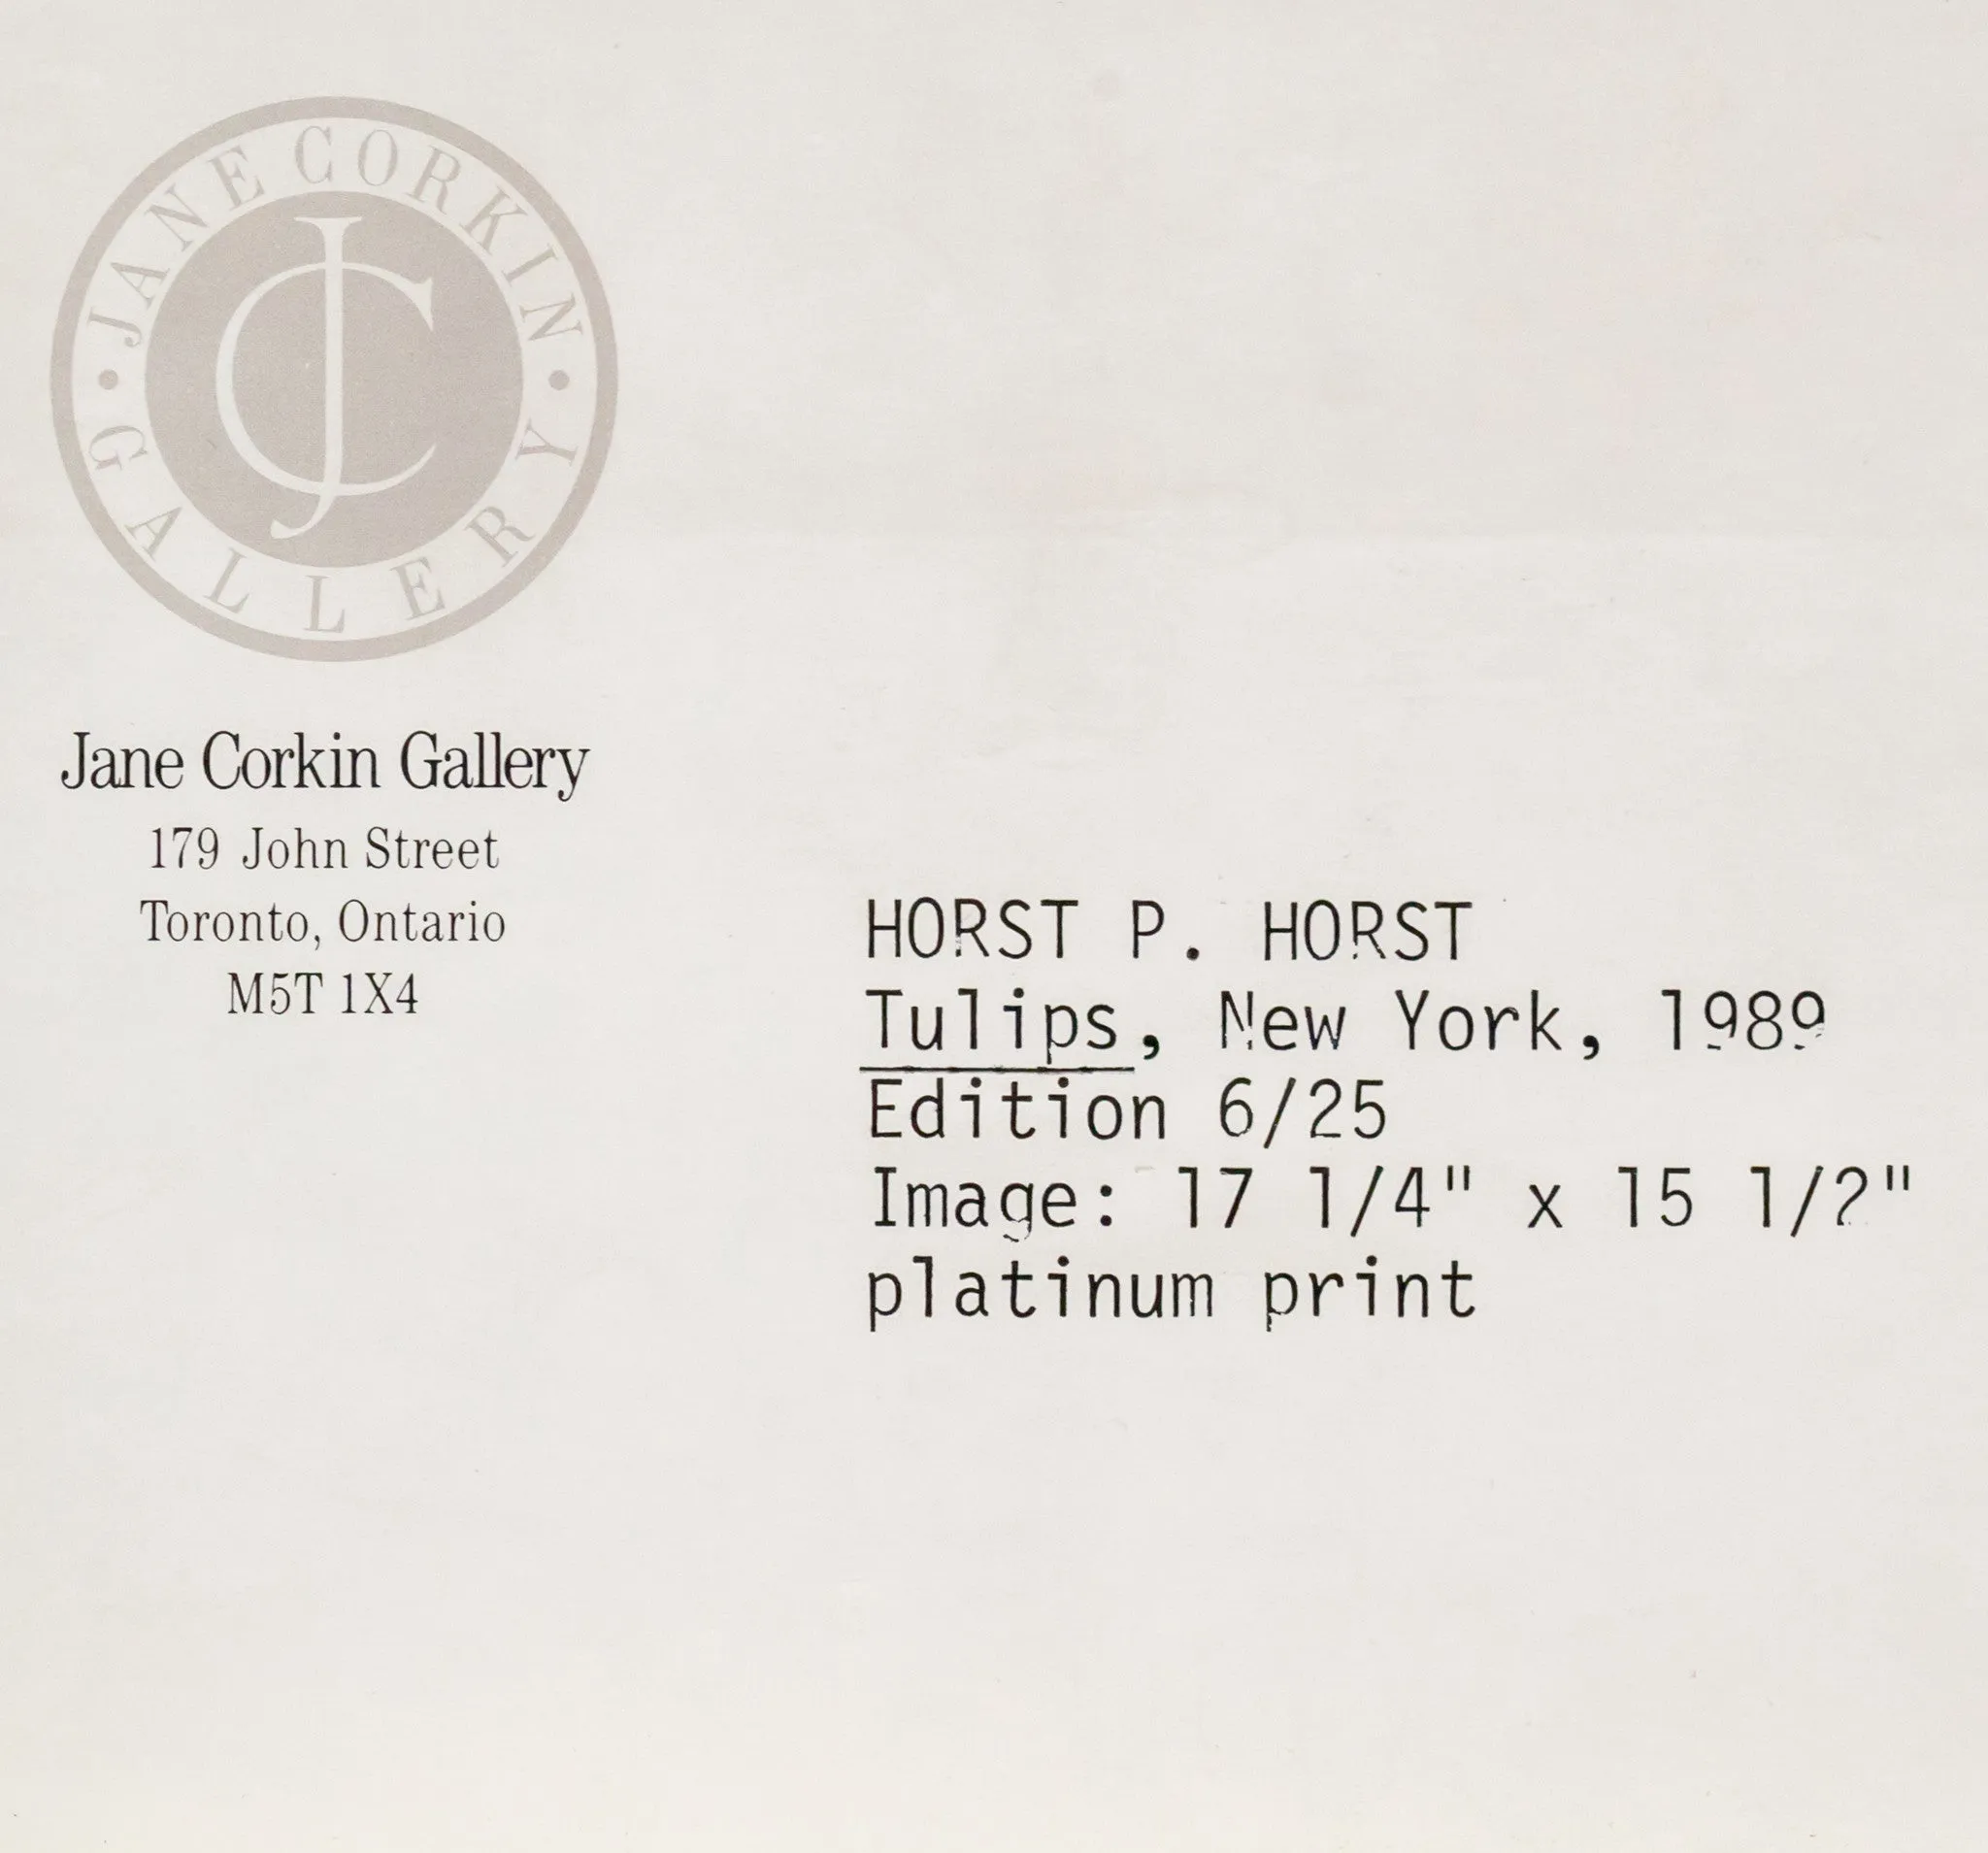 JANE CORKIN
GALLERY
JC
Jane Corkin Gallery
179 John Street
Toronto, Ontario
M5T 1X4
HORST P. HORST
Tulips, New York, 1989
Edition 6/25
Image: 17 1/4" x 15 1/2"
platinum print